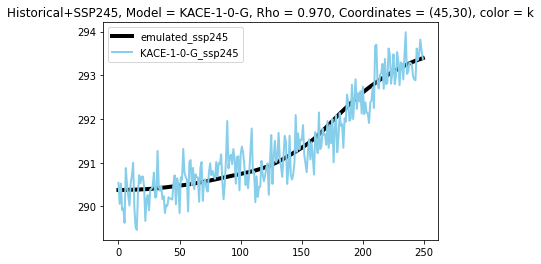 Historical+SSP245, Model = KACE-1-0-G, Rho = 0.970, Coordinates = (45,30), color = k
emulated_ssp245
KACE-1-0-G_ssp245
294
293
292
291
290
0 50 100 150 200 250